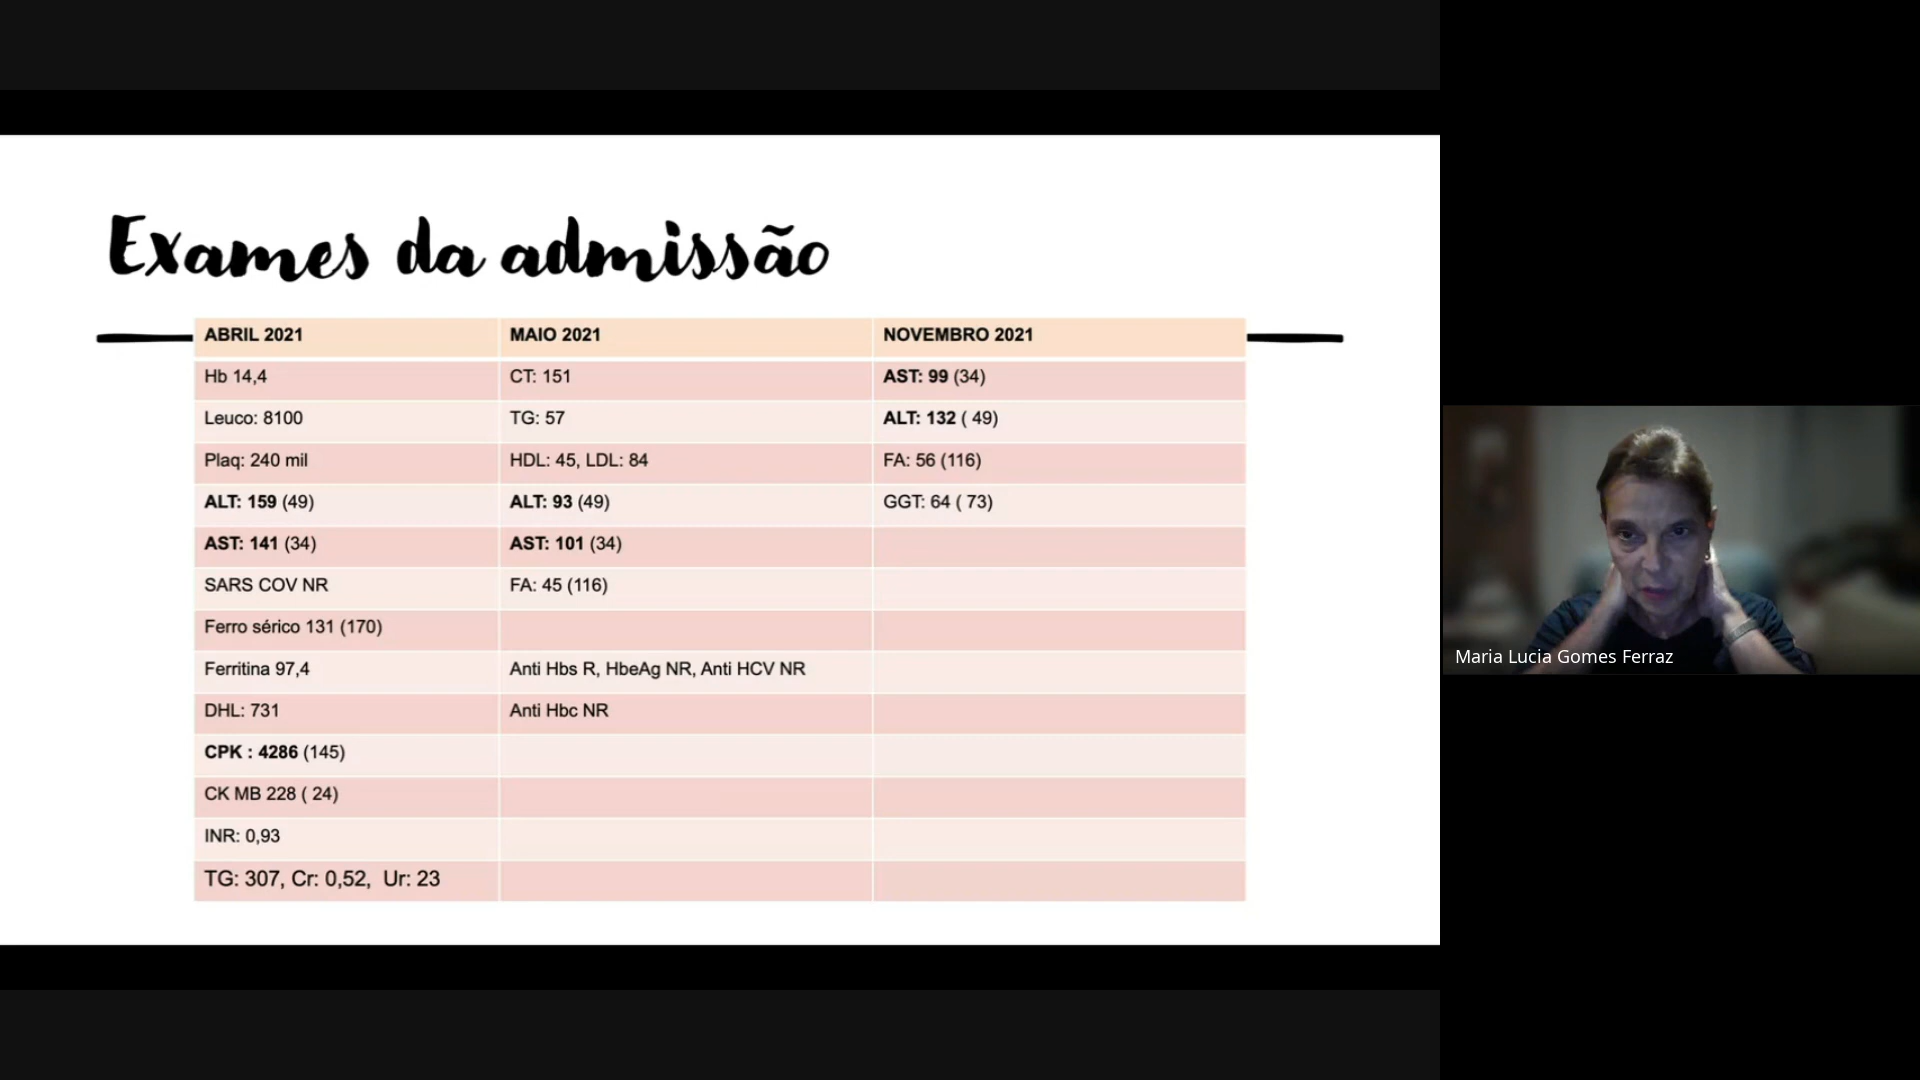 Exames da admissão
ABRIL 2021 MAIO 2021 NOVEMBRO 2021
Hb 14,4 CT: 151 AST: 99 (34)
Leuco: 8100 TG: 57 ALT: 132 ( 49)
Plaq: 240 mil HDL: 45, LDL: 84 FA: 56 (116)
ALT: 159 (49) ALT: 93 (49) GGT: 64 ( 73)
AST: 141 (34) AST: 101 (34)
SARS COV NR FA: 45 (116)
Ferro sérico 131 (170)
Ferritina 97,4 Anti Hbs R, HbeAg NR, Anti HCV NR
DHL: 731 Anti Hbc NR
CPK : 4286 (145)
CK MB 228 ( 24)
INR: 0,93
TG: 307, Cr: 0,52, Ur: 23
Maria Lucia Gomes Ferraz